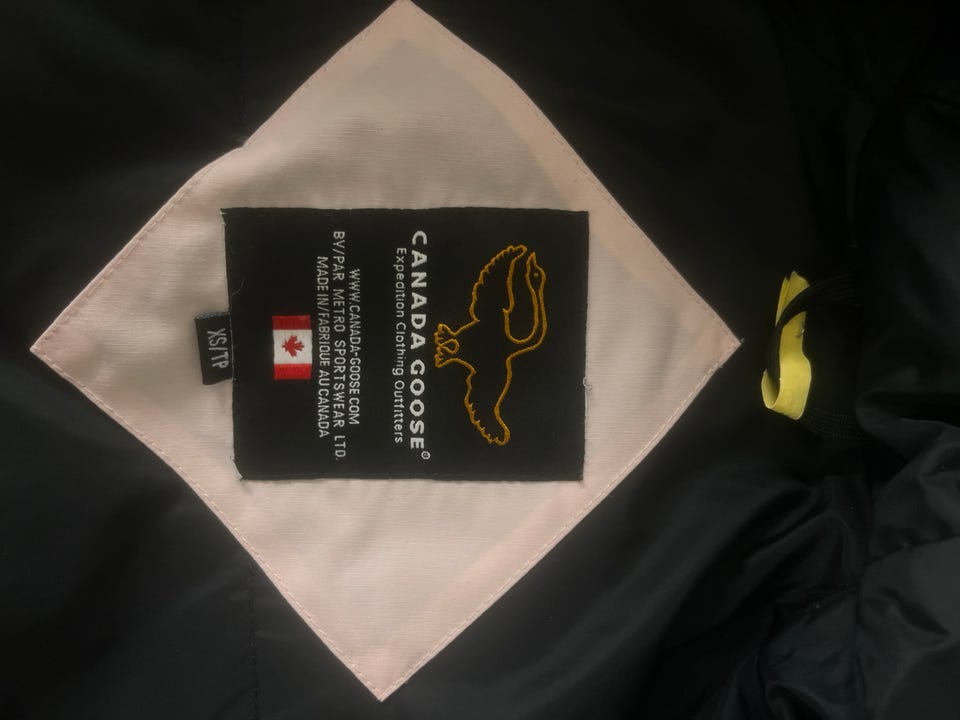 CANADA GOOSE®
Expedition Clothing Outfitters
WWW.CANADA-GOOSE.COM
BY/PAR METRO SPORTSWEAR LTD.
MADE IN/FABRIQUE AU CANADA
XS/TP